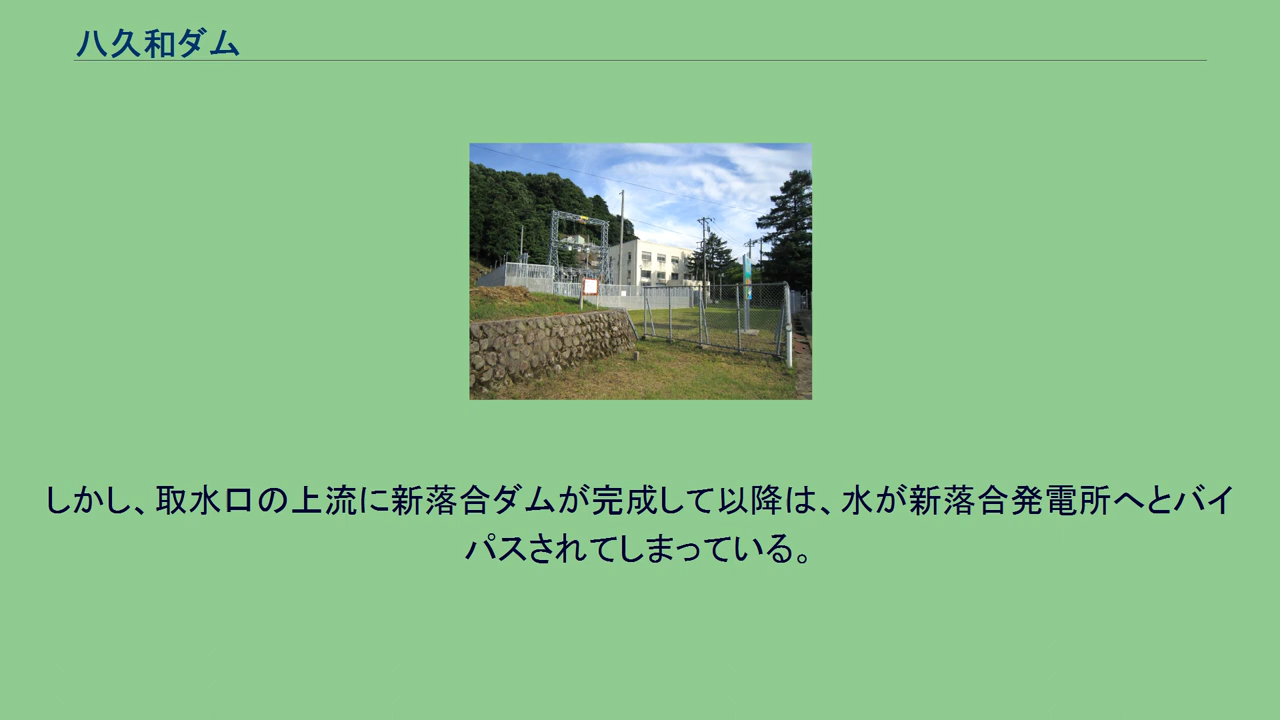 八久和ダム
しかし、取水口の上流に新落合ダムが完成して以降は、水が新落合発電所へとバイ
パスされてしまっている。